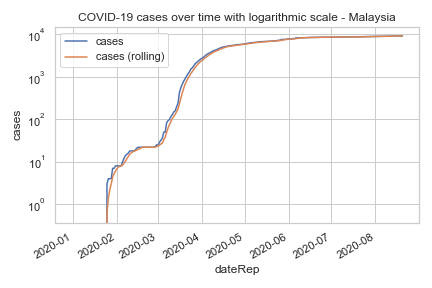 COVID-19 cases over time with logarithmic scale - Malaysia
cases
cases (rolling)
10⁴
10³
10²
10¹
10⁰
cases
2020-01
2020-02
2020-03
2020-04
2020-05
2020-06
2020-07
2020-08
dateRep